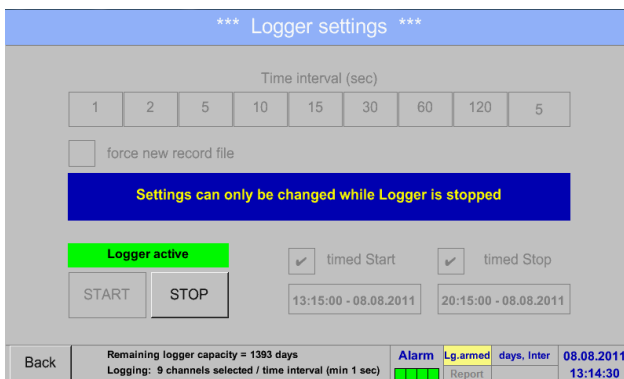 *** Logger settings ***
Time interval (sec)
1 2 5 10 15 30 60 120 5
force new record file
Settings can only be changed while Logger is stopped
Logger active
timed Start timed Stop
START STOP
13:15:00 - 08.08.2011 20:15:00 - 08.08.2011
Back
Remaining logger capacity = 1393 days
Logging: 9 channels selected / time interval (min 1 sec)
Alarm
Lg.armed
Report
days, Inter
08.08.2011
13:14:30